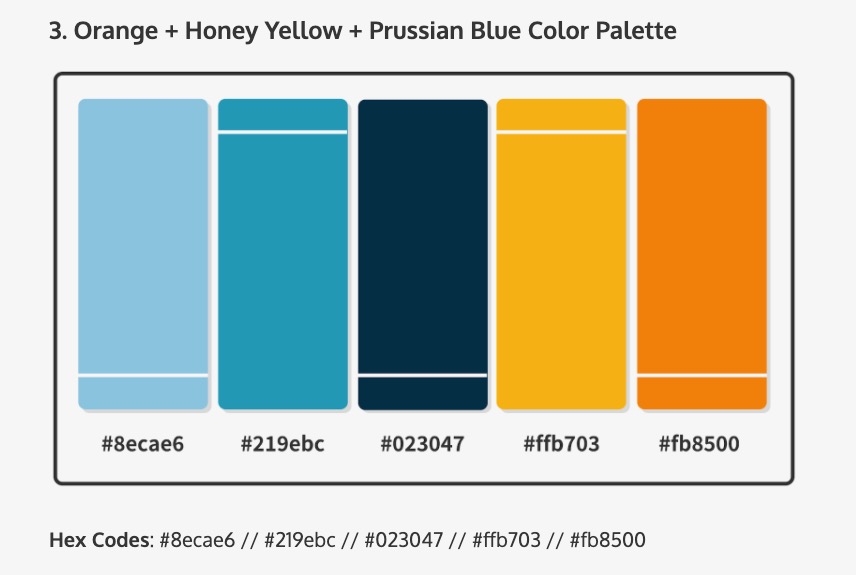 3. Orange + Honey Yellow + Prussian Blue Color Palette
#8ecae6 #219ebc #023047 #ffb703 #fb8500
Hex Codes: #8ecae6 // #219ebc // #023047 // #ffb703 // #fb8500